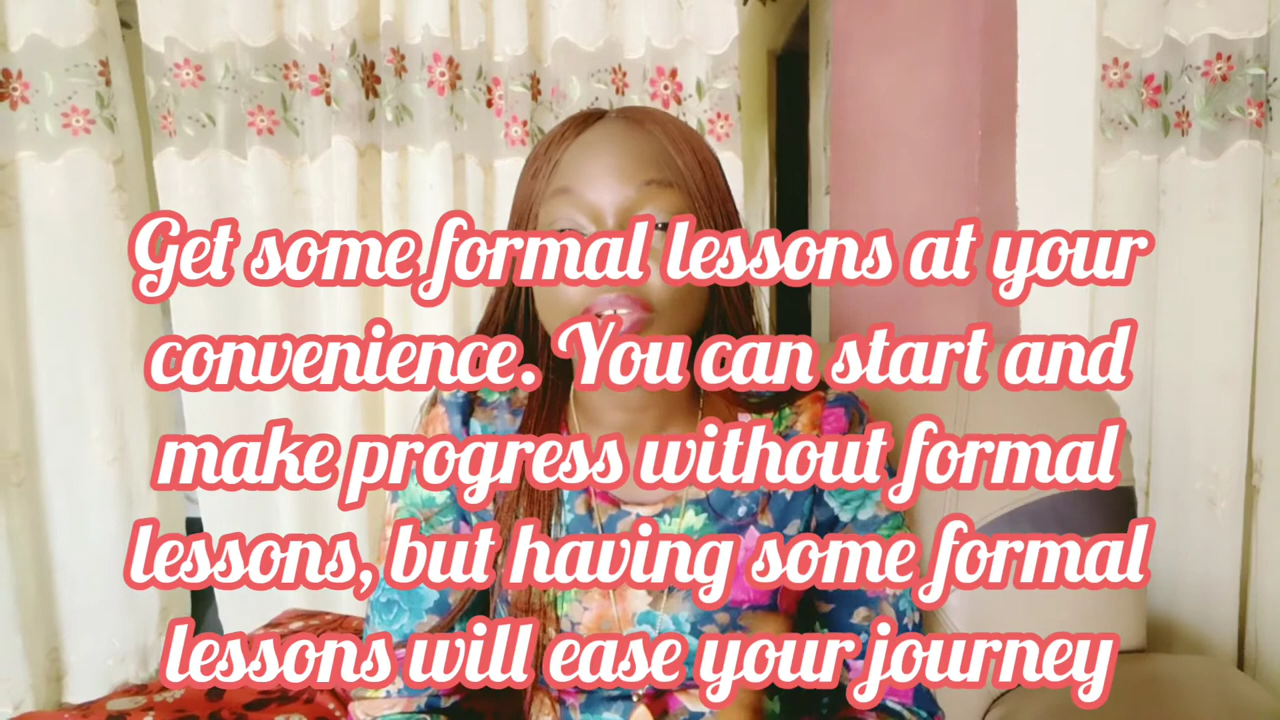 Get some formal lessons at your
convenience. You can start and
make progress without formal
lessons, but having some formal
lessons will ease your journey